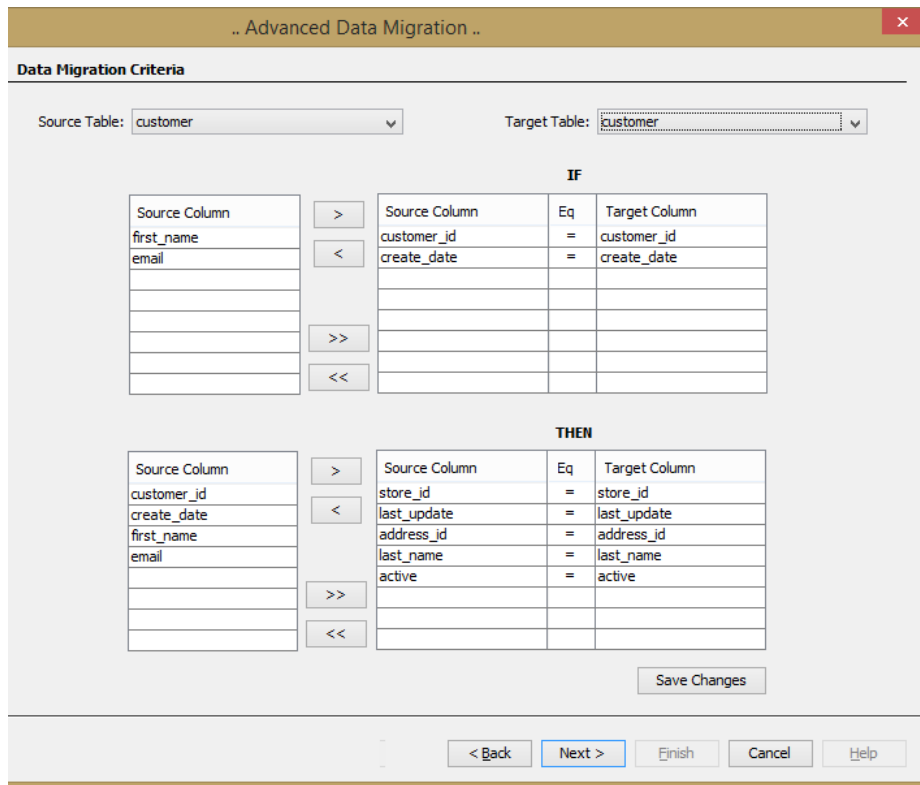 .. Advanced Data Migration ..
Data Migration Criteria
Source Table: customer Target Table: customer
IF
Source Column > Source Column Eq Target Column
first_name customer_id = customer_id
email < create_date = create_date
>>
<<
THEN
Source Column > Source Column Eq Target Column
customer_id store_id = store_id
create_date < last_update = last_update
first_name address_id = address_id
email last_name = last_name
active = active
>>
<<
Save Changes
< Back Next > Finish Cancel Help